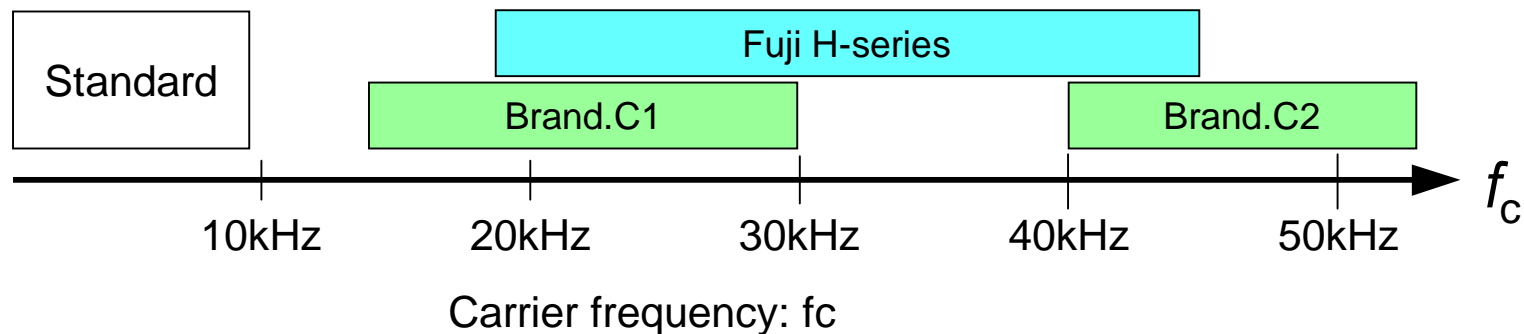 Fuji H-series
Standard
Brand.C1
Brand.C2
10kHz
20kHz
30kHz
40kHz
50kHz
fc
Carrier frequency: fc